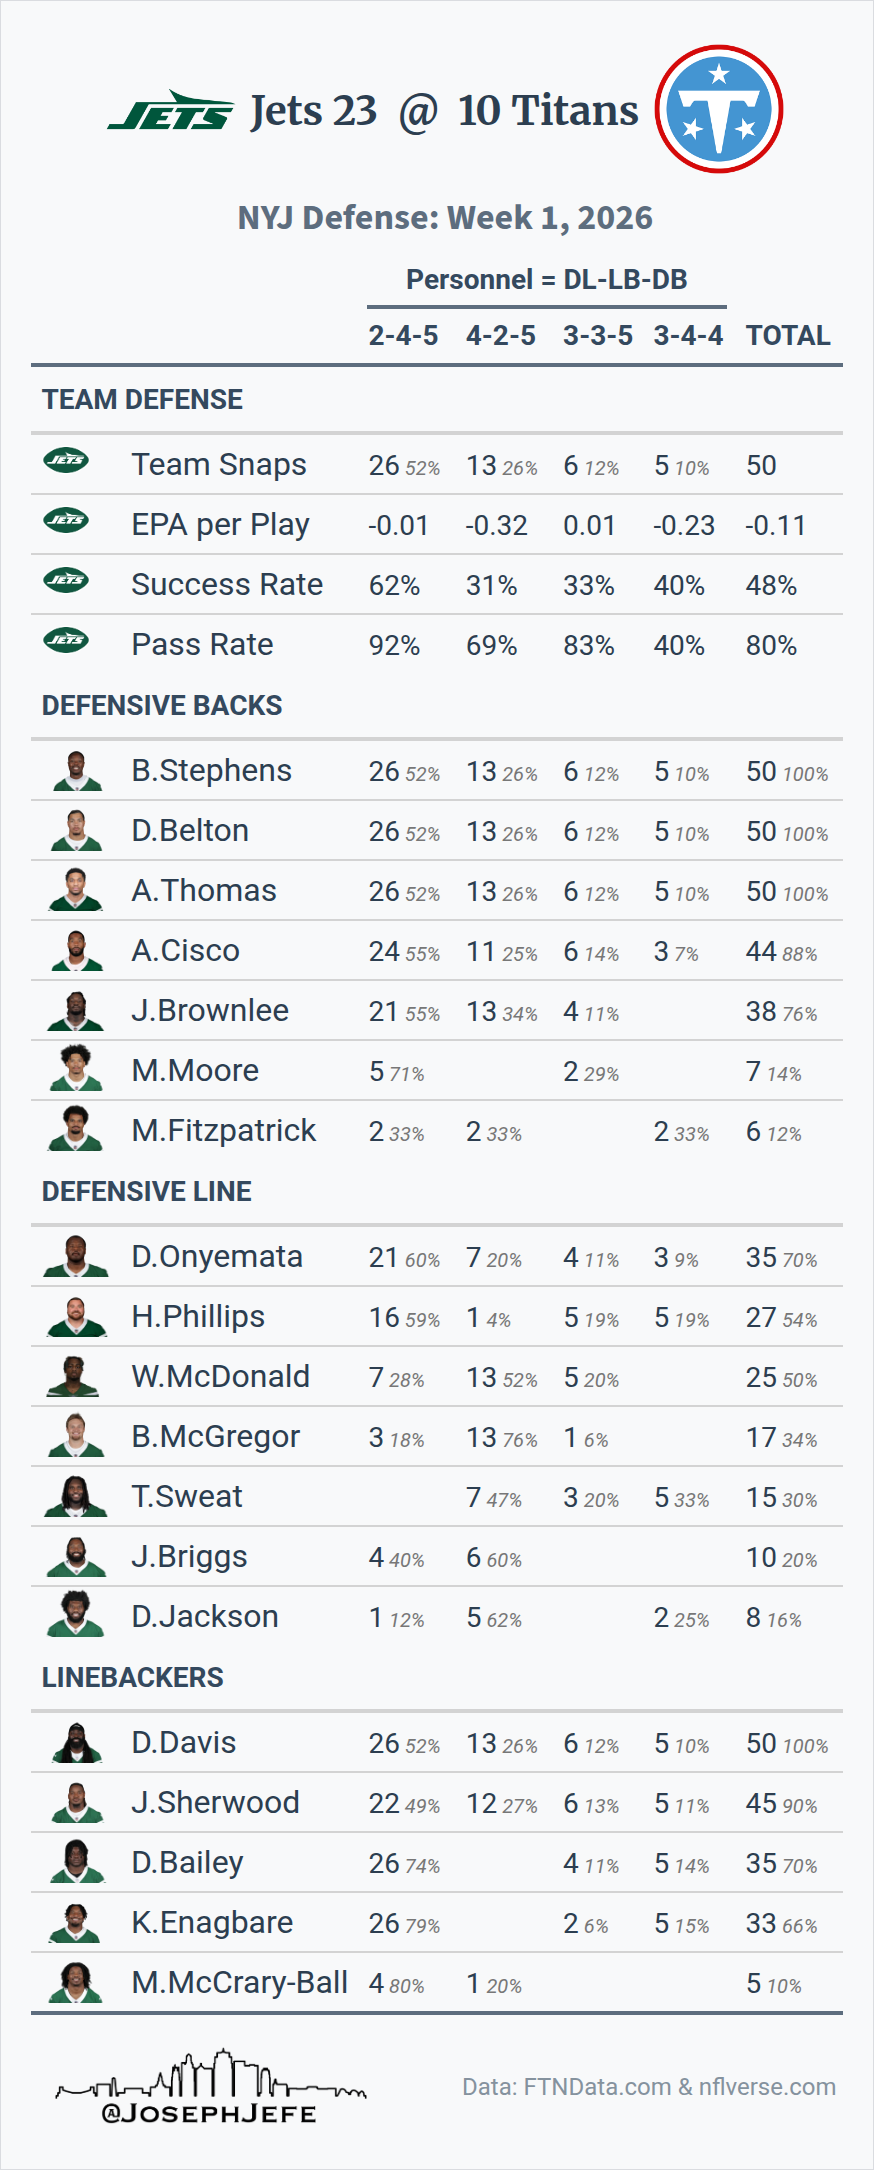 JETS Jets 23 @ 10 Titans T
NYJ Defense: Week 1, 2026
Personnel = DL-LB-DB
2-4-5 4-2-5 3-3-5 3-4-4 TOTAL
TEAM DEFENSE
JETS Team Snaps 26 52% 13 26% 6 12% 5 10% 50
JETS EPA per Play -0.01 -0.32 0.01 -0.23 -0.11
JETS Success Rate 62% 31% 33% 40% 48%
JETS Pass Rate 92% 69% 83% 40% 80%
DEFENSIVE BACKS
B.Stephens 26 52% 13 26% 6 12% 5 10% 50 100%
D.Belton 26 52% 13 26% 6 12% 5 10% 50 100%
A.Thomas 26 52% 13 26% 6 12% 5 10% 50 100%
A.Cisco 24 55% 11 25% 6 14% 3 7% 44 88%
J.Brownlee 21 55% 13 34% 4 11% 38 76%
M.Moore 5 71% 2 29% 7 14%
M.Fitzpatrick 2 33% 2 33% 2 33% 6 12%
DEFENSIVE LINE
D.Onyemata 21 60% 7 20% 4 11% 3 9% 35 70%
H.Phillips 16 59% 1 4% 5 19% 5 19% 27 54%
W.McDonald 7 28% 13 52% 5 20% 25 50%
B.McGregor 3 18% 13 76% 1 6% 17 34%
T.Sweat 7 47% 3 20% 5 33% 15 30%
J.Briggs 4 40% 6 60% 10 20%
D.Jackson 1 12% 5 62% 2 25% 8 16%
LINEBACKERS
D.Davis 26 52% 13 26% 6 12% 5 10% 50 100%
J.Sherwood 22 49% 12 27% 6 13% 5 11% 45 90%
D.Bailey 26 74% 4 11% 5 14% 35 70%
K.Enagbare 26 79% 2 6% 5 15% 33 66%
M.McCrary-Ball 4 80% 1 20% 5 10%
@JOSEPHJEFE
Data: FTNData.com & nflverse.com